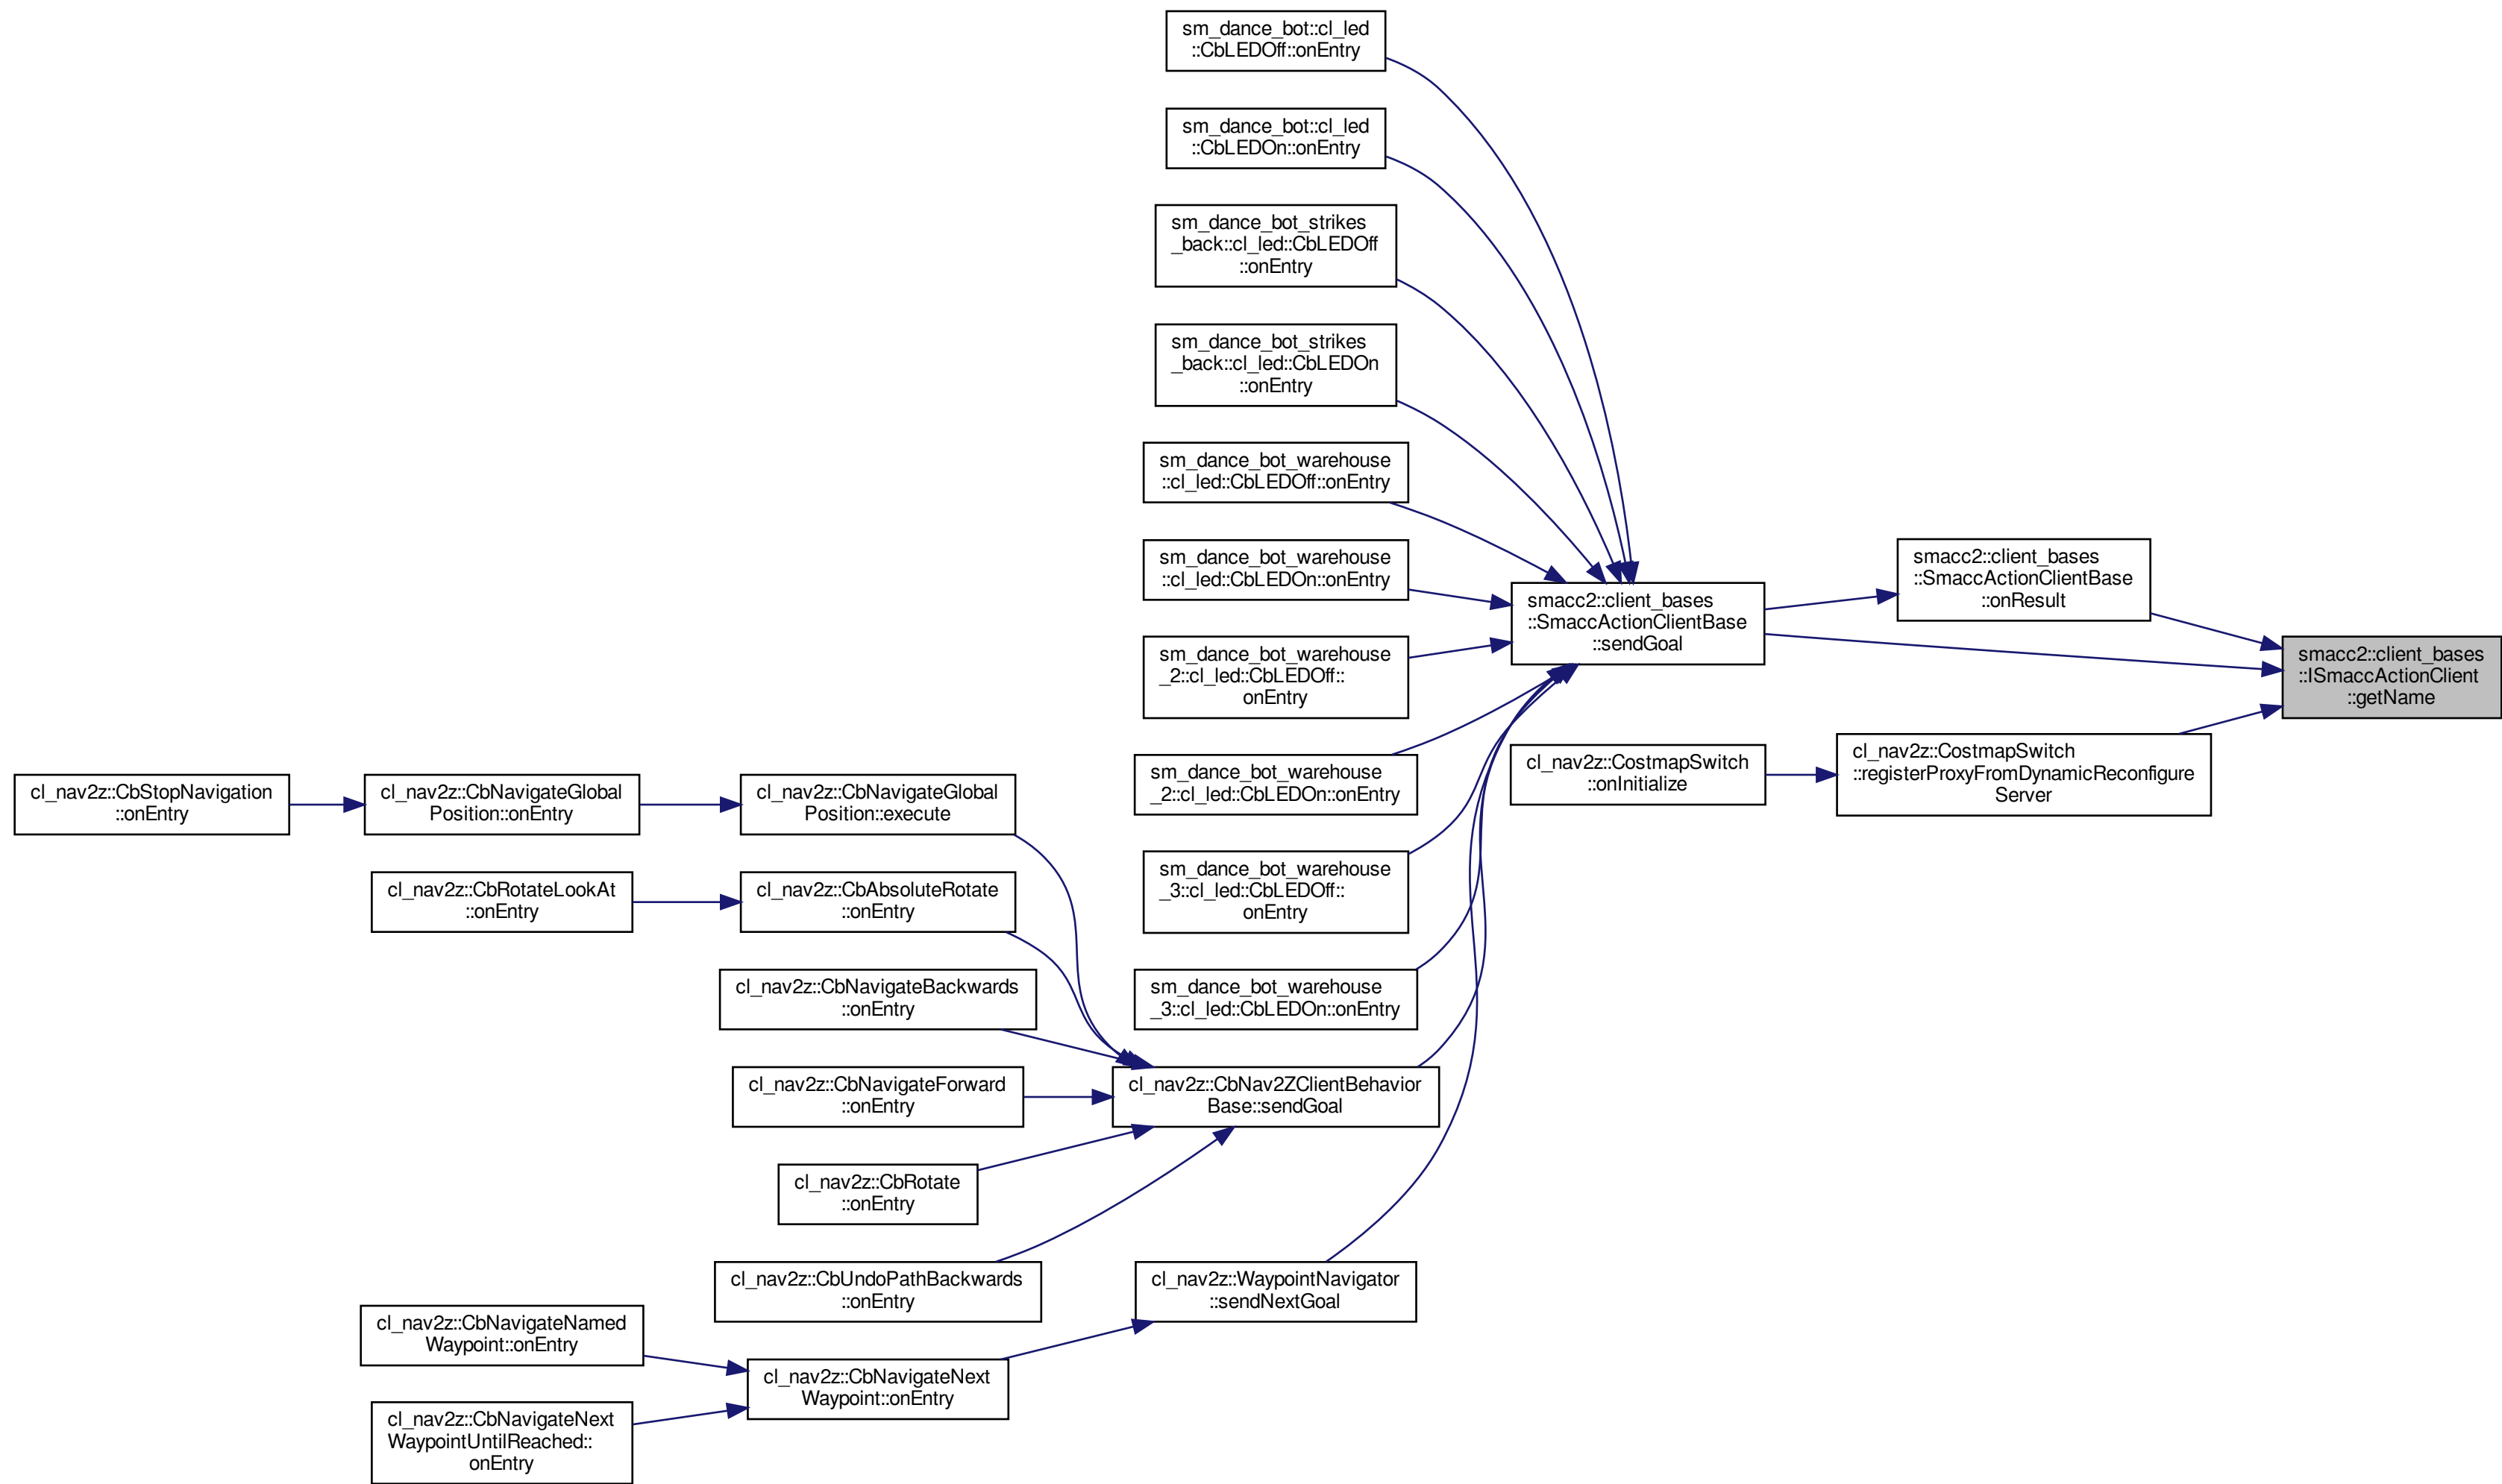 sm_dance_bot::cl_led
::CbLEDOff::onEntry
sm_dance_bot::cl_led
::CbLEDOn::onEntry
sm_dance_bot_strikes
_back::cl_led::CbLEDOff
::onEntry
sm_dance_bot_strikes
_back::cl_led::CbLEDOn
::onEntry
sm_dance_bot_warehouse
::cl_led::CbLEDOff::onEntry
sm_dance_bot_warehouse
::cl_led::CbLEDOn::onEntry
smacc2::client_bases
::SmaccActionClientBase
::onResult
smacc2::client_bases
::SmaccActionClientBase
::sendGoal
smacc2::client_bases
::ISmaccActionClient
::getName
sm_dance_bot_warehouse
_2::cl_led::CbLEDOff::
onEntry
sm_dance_bot_warehouse
_2::cl_led::CbLEDOn::onEntry
cl_nav2z::CostmapSwitch
::onInitialize
cl_nav2z::CostmapSwitch
::registerProxyFromDynamicReconfigure
Server
cl_nav2z::CbStopNavigation
::onEntry
cl_nav2z::CbNavigateGlobal
Position::onEntry
cl_nav2z::CbNavigateGlobal
Position::execute
sm_dance_bot_warehouse
_3::cl_led::CbLEDOff::
onEntry
cl_nav2z::CbRotateLookAt
::onEntry
cl_nav2z::CbAbsoluteRotate
::onEntry
cl_nav2z::CbNavigateBackwards
::onEntry
sm_dance_bot_warehouse
_3::cl_led::CbLEDOn::onEntry
cl_nav2z::CbNavigateForward
::onEntry
cl_nav2z::CbNav2ZClientBehavior
Base::sendGoal
cl_nav2z::CbRotate
::onEntry
cl_nav2z::CbUndoPathBackwards
::onEntry
cl_nav2z::WaypointNavigator
::sendNextGoal
cl_nav2z::CbNavigateNamed
Waypoint::onEntry
cl_nav2z::CbNavigateNext
Waypoint::onEntry
cl_nav2z::CbNavigateNext
WaypointUntilReached::
onEntry